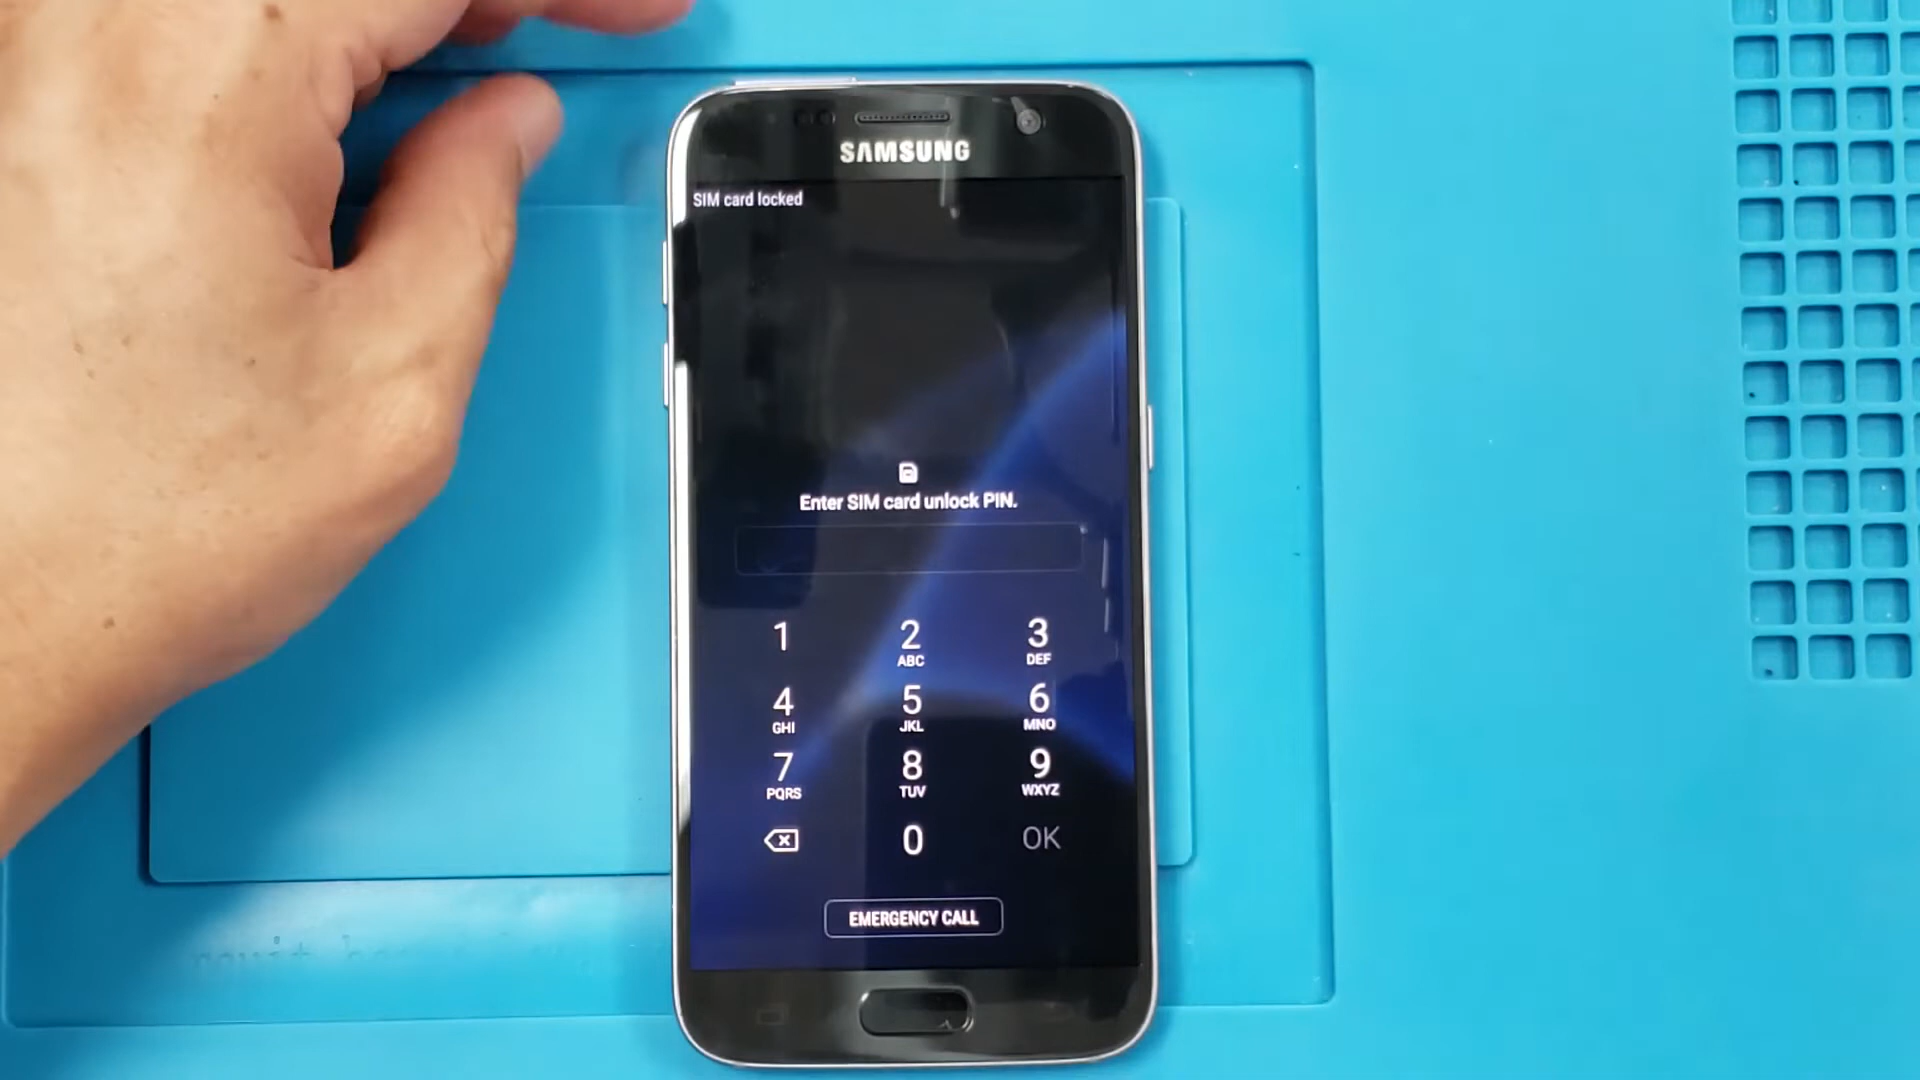 SAMSUNG
SIM card locked
Enter SIM card unlock PIN.
1 2 3
ABC DEF
4 5 6
GHI JKL MNO
7 8 9
PQRS TUV WXYZ
0 OK
EMERGENCY CALL